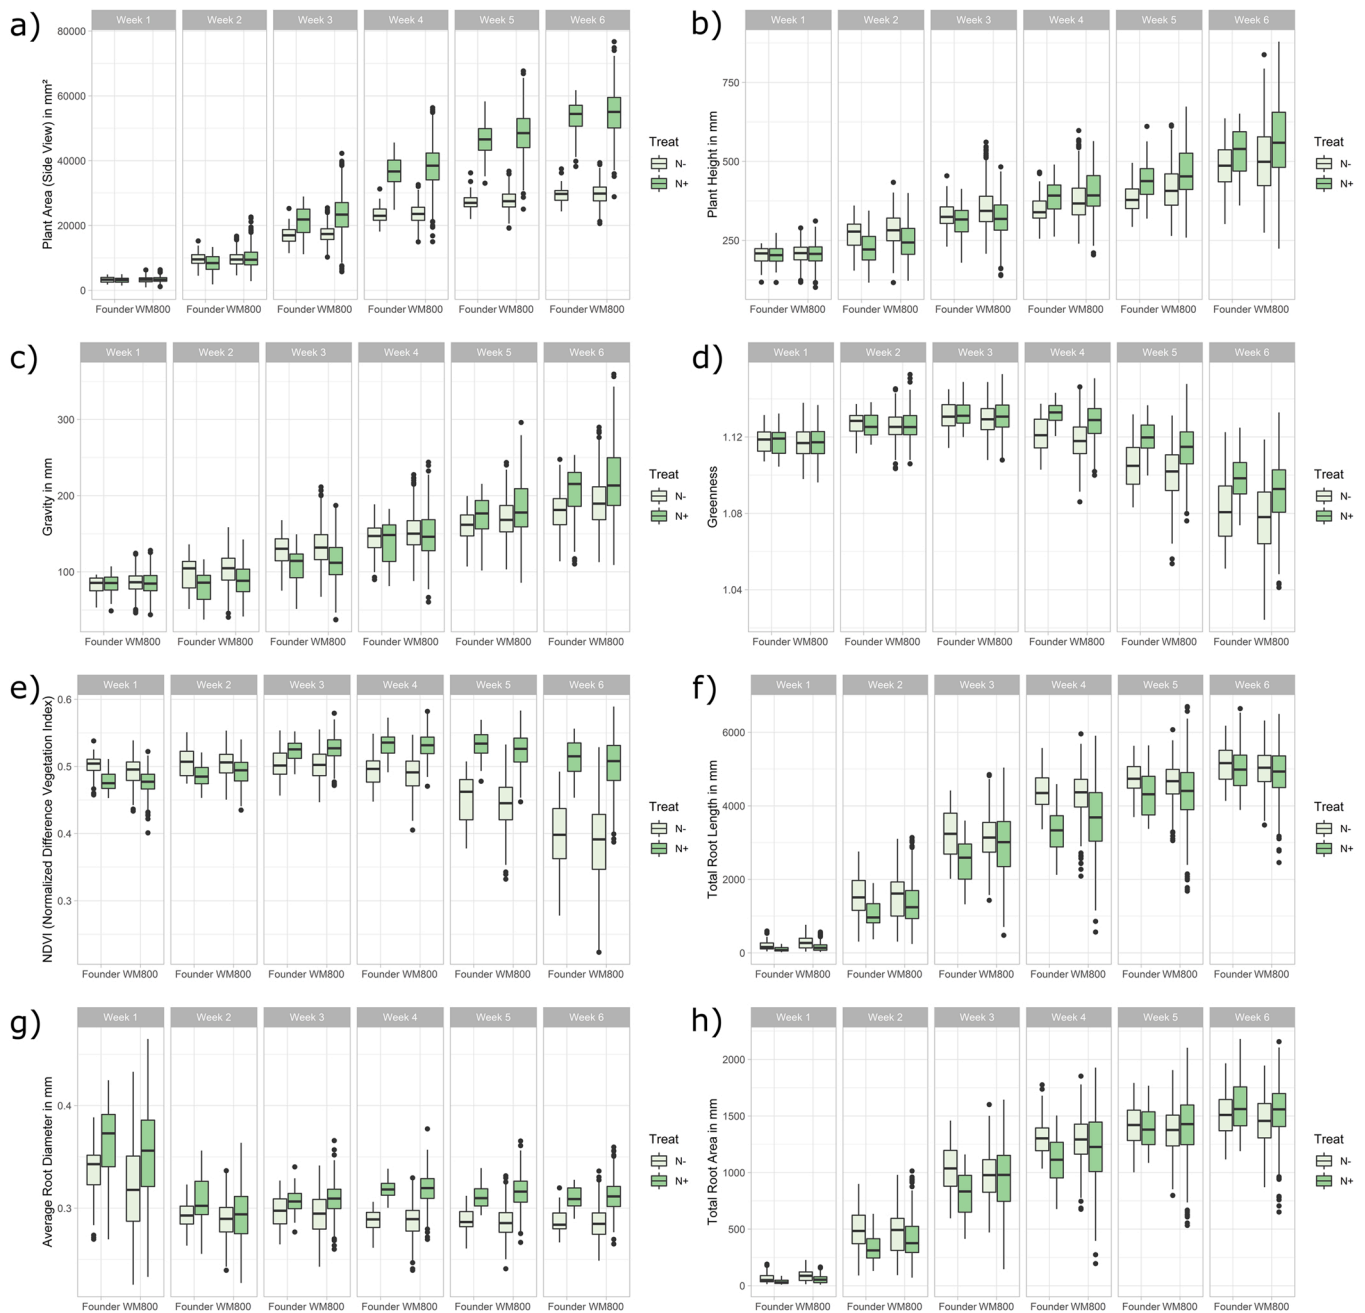 a)
Week 1 Week 2 Week 3 Week 4 Week 5 Week 6
Plant Area (Side View) in mm²
80000
60000
40000
20000
0
Founder WM800 Founder WM800 Founder WM800 Founder WM800 Founder WM800 Founder WM800
Treat
N-
N+
b)
Week 1 Week 2 Week 3 Week 4 Week 5 Week 6
Plant Height in mm
750
500
250
Founder WM800 Founder WM800 Founder WM800 Founder WM800 Founder WM800 Founder WM800
Treat
N-
N+
c)
Week 1 Week 2 Week 3 Week 4 Week 5 Week 6
Gravity in mm
300
200
100
Founder WM800 Founder WM800 Founder WM800 Founder WM800 Founder WM800 Founder WM800
Treat
N-
N+
d)
Week 1 Week 2 Week 3 Week 4 Week 5 Week 6
Greenness
1.12
1.08
1.04
Founder WM800 Founder WM800 Founder WM800 Founder WM800 Founder WM800 Founder WM800
Treat
N-
N+
e)
Week 1 Week 2 Week 3 Week 4 Week 5 Week 6
NDVI (Normalized Difference Vegetation Index)
0.6
0.5
0.4
0.3
Founder WM800 Founder WM800 Founder WM800 Founder WM800 Founder WM800 Founder WM800
Treat
N-
N+
f)
Week 1 Week 2 Week 3 Week 4 Week 5 Week 6
Total Root Length in mm
6000
4000
2000
0
Founder WM800 Founder WM800 Founder WM800 Founder WM800 Founder WM800 Founder WM800
Treat
N-
N+
g)
Week 1 Week 2 Week 3 Week 4 Week 5 Week 6
Average Root Diameter in mm
0.4
0.3
Founder WM800 Founder WM800 Founder WM800 Founder WM800 Founder WM800 Founder WM800
Treat
N-
N+
h)
Week 1 Week 2 Week 3 Week 4 Week 5 Week 6
Total Root Area in mm
2000
1500
1000
500
0
Founder WM800 Founder WM800 Founder WM800 Founder WM800 Founder WM800 Founder WM800
Treat
N-
N+